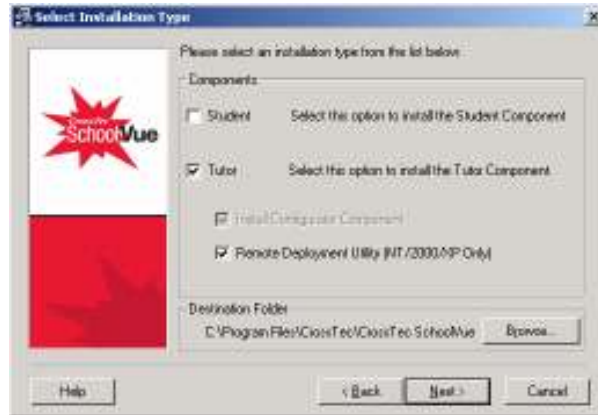 Select Installation Type
Please select an installation type from the list below
Components
CrossTec
SchoolVue
Student Select this option to install the Student Component
Tutor Select this option to install the Tutor Component
Install Configurator Component
Remote Deployment Utility (NT/2000/XP Only)
Destination Folder
C:\Program Files\CrossTec\CrossTec SchoolVue Browse...
Help < Back Next > Cancel